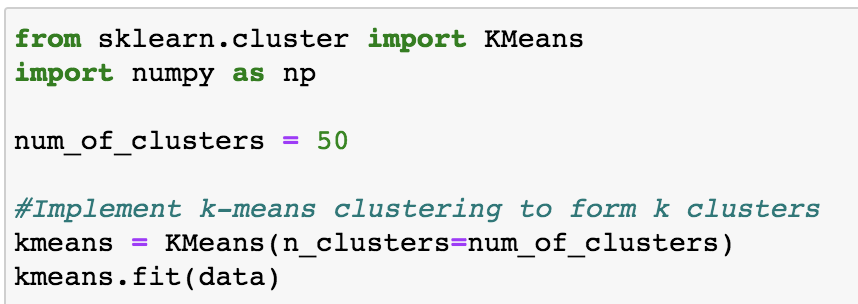 from sklearn.cluster import KMeans
import numpy as np
num_of_clusters = 50
#Implement k-means clustering to form k clusters
kmeans = KMeans(n_clusters=num_of_clusters)
kmeans.fit(data)